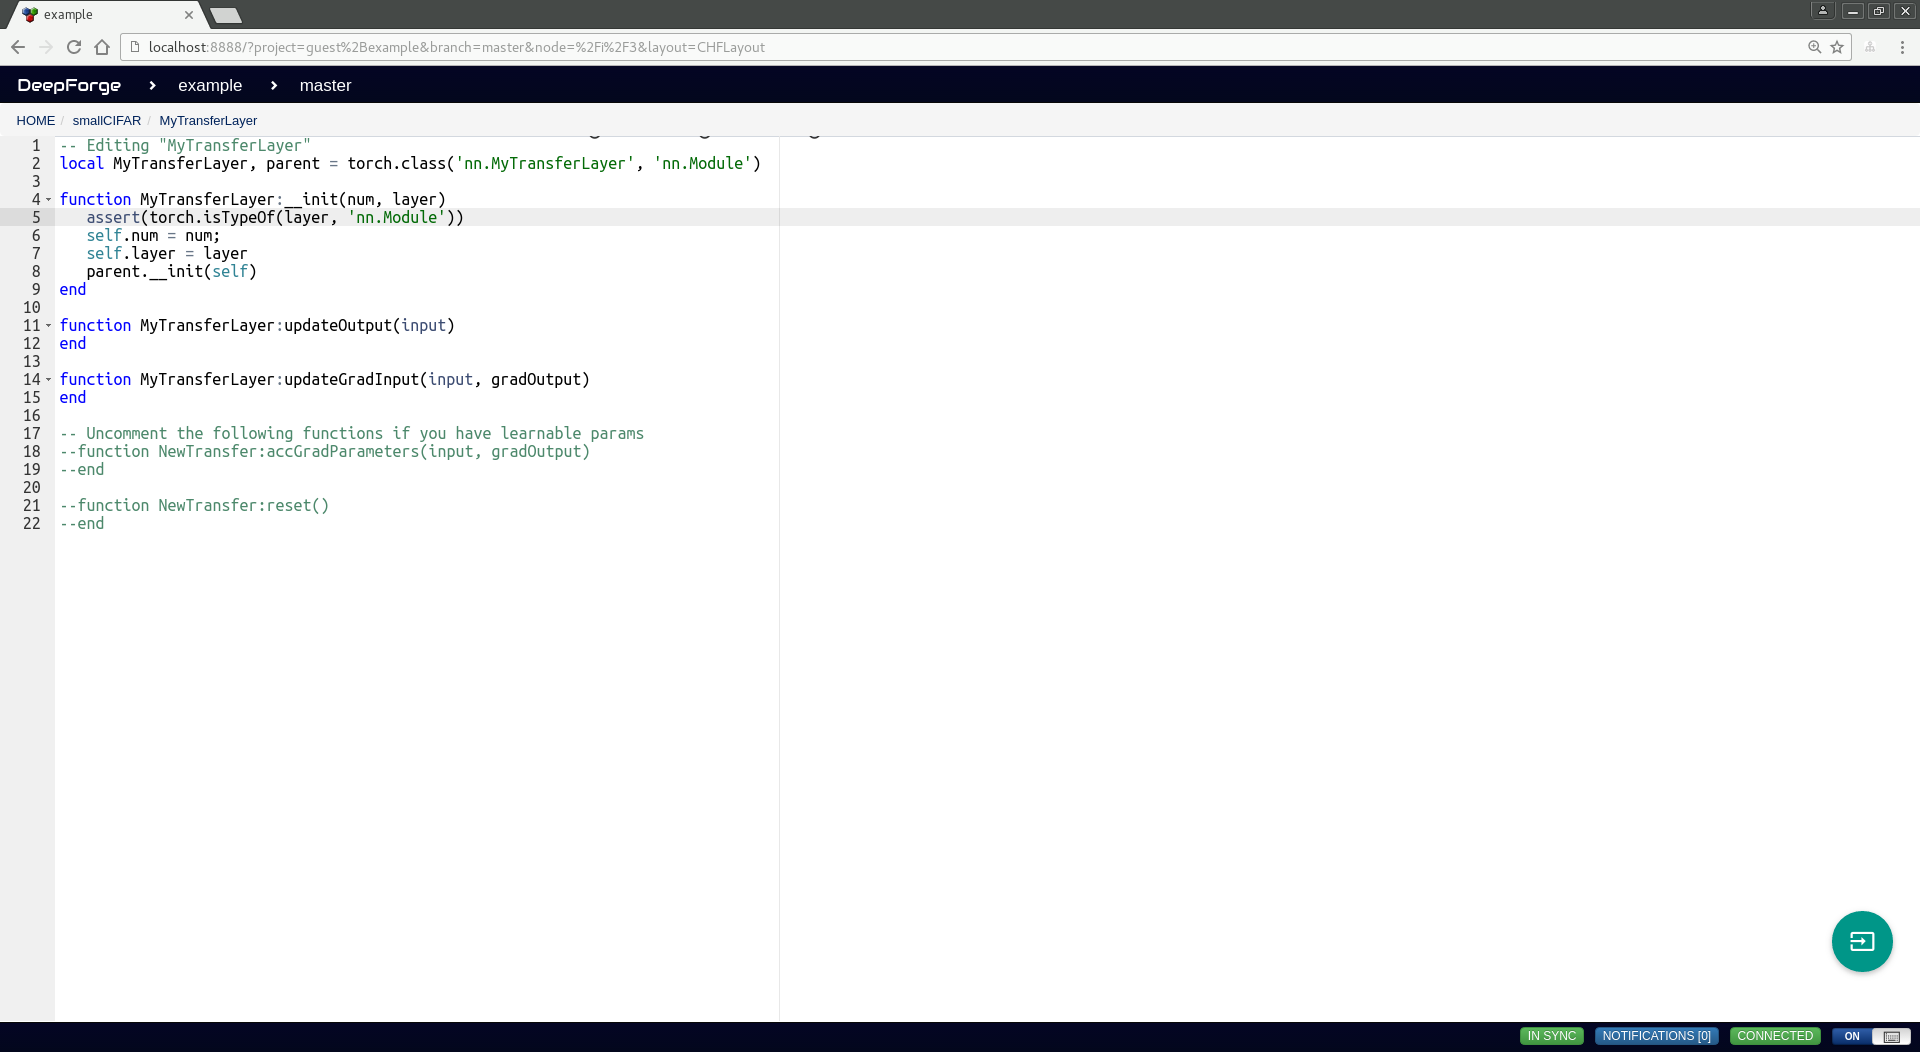 example
localhost:8888/?project=guest%2Bexample&branch=master&node=%2Fi%2F3&layout=CHFLayout
DeepForge example master
HOME / smallCIFAR / MyTransferLayer
1 -- Editing "MyTransferLayer"
2 local MyTransferLayer, parent = torch.class('nn.MyTransferLayer', 'nn.Module')
3
4 function MyTransferLayer:__init(num, layer)
5    assert(torch.isTypeOf(layer, 'nn.Module'))
6    self.num = num;
7    self.layer = layer
8    parent.__init(self)
9 end
10
11 function MyTransferLayer:updateOutput(input)
12 end
13
14 function MyTransferLayer:updateGradInput(input, gradOutput)
15 end
16
17 -- Uncomment the following functions if you have learnable params
18 --function NewTransfer:accGradParameters(input, gradOutput)
19 --end
20
21 --function NewTransfer:reset()
22 --end
IN SYNC NOTIFICATIONS [0] CONNECTED ON